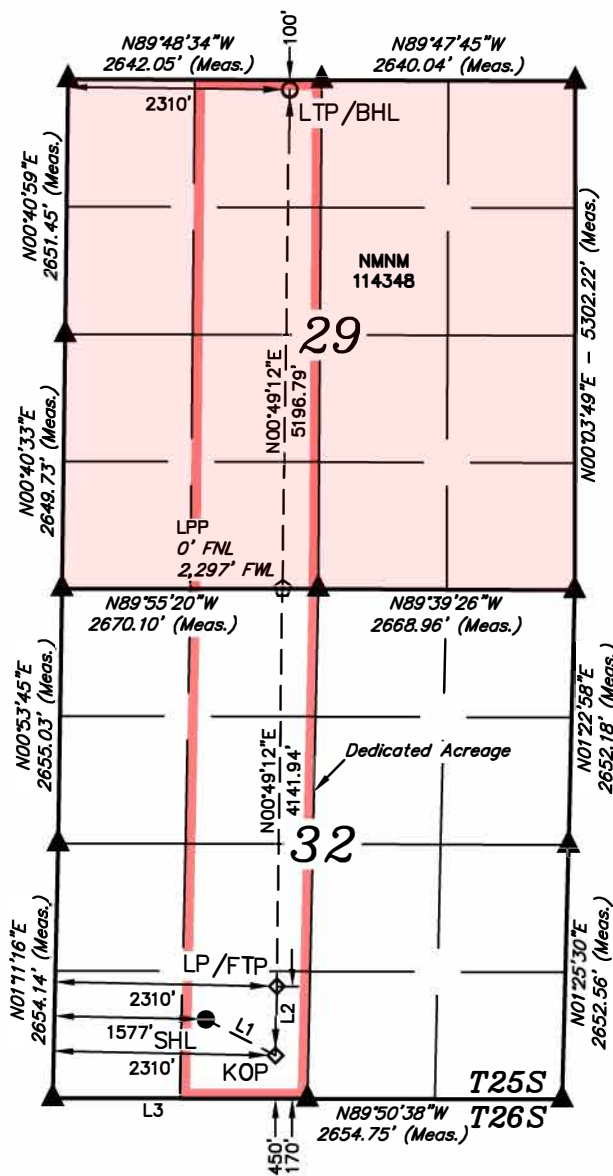 N89°48'34"W
2642.05' (Meas.)
100'
N89°47'45"W
2640.04' (Meas.)
2310'
LTP/BHL
N00°40'59"E
2651.45' (Meas.)
NMNM
114348
29
N00°49'12"E
5196.79'
N00°03'49"E - 5302.22' (Meas.)
N00°40'33"E
2649.73' (Meas.)
LPP
0' FNL
2,297' FWL
N89°55'20"W
2670.10' (Meas.)
N89°39'26"W
2668.96' (Meas.)
N00°53'45"E
2655.03' (Meas.)
N00°49'12"E
4141.94'
Dedicated Acreage
N01°22'58"E
2652.18' (Meas.)
32
N01°11'16"E
2654.14' (Meas.)
LP/FTP
2310'
L2
1577'
SHL
L1
2310'
KOP
N01°25'30"E
2652.56' (Meas.)
T25S
L3
N89°50'38"W
2654.75' (Meas.)
T26S
450'
170'